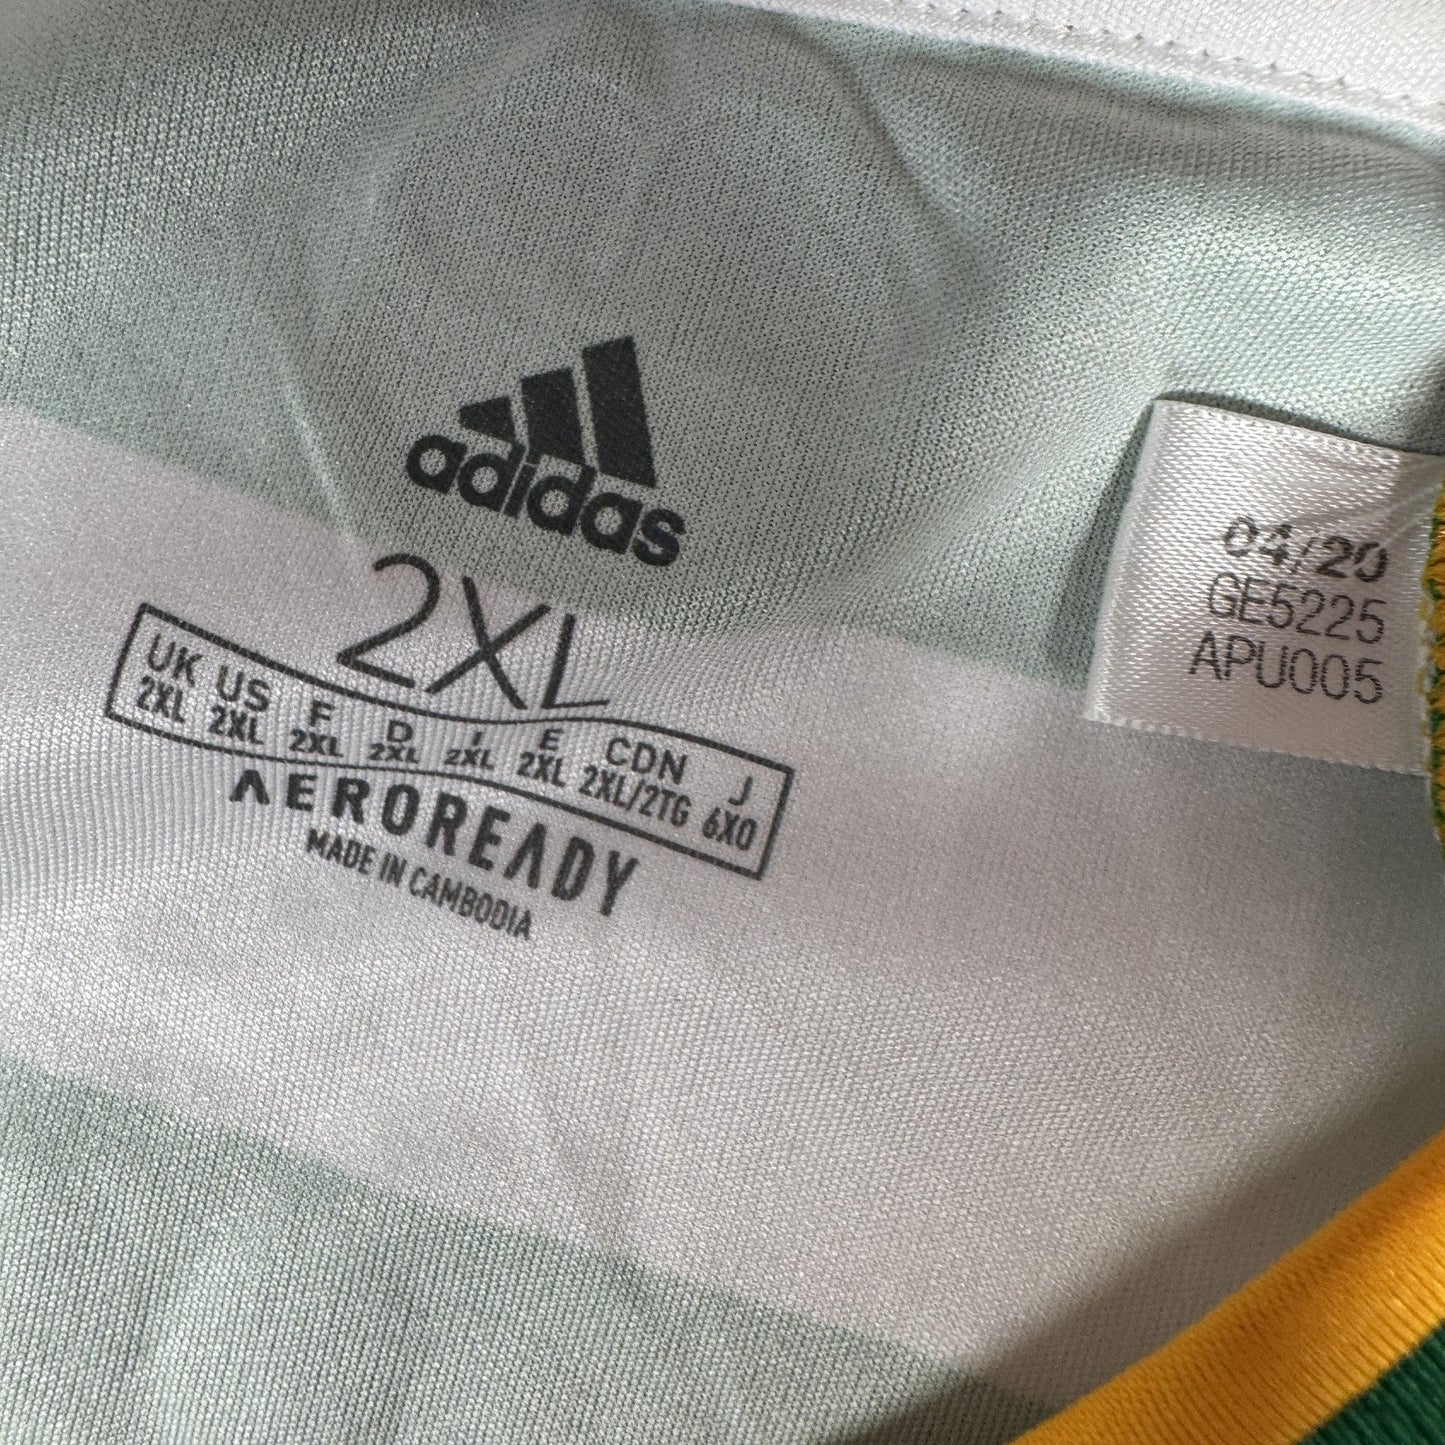 adidas
2XL
UK US F D I E CDN J
2XL 2XL 2XL 2XL 2XL 2XL 2XL/2TG 6XO
AEROREADY
MADE IN CAMBODIA
04/20
GE5225
APU005